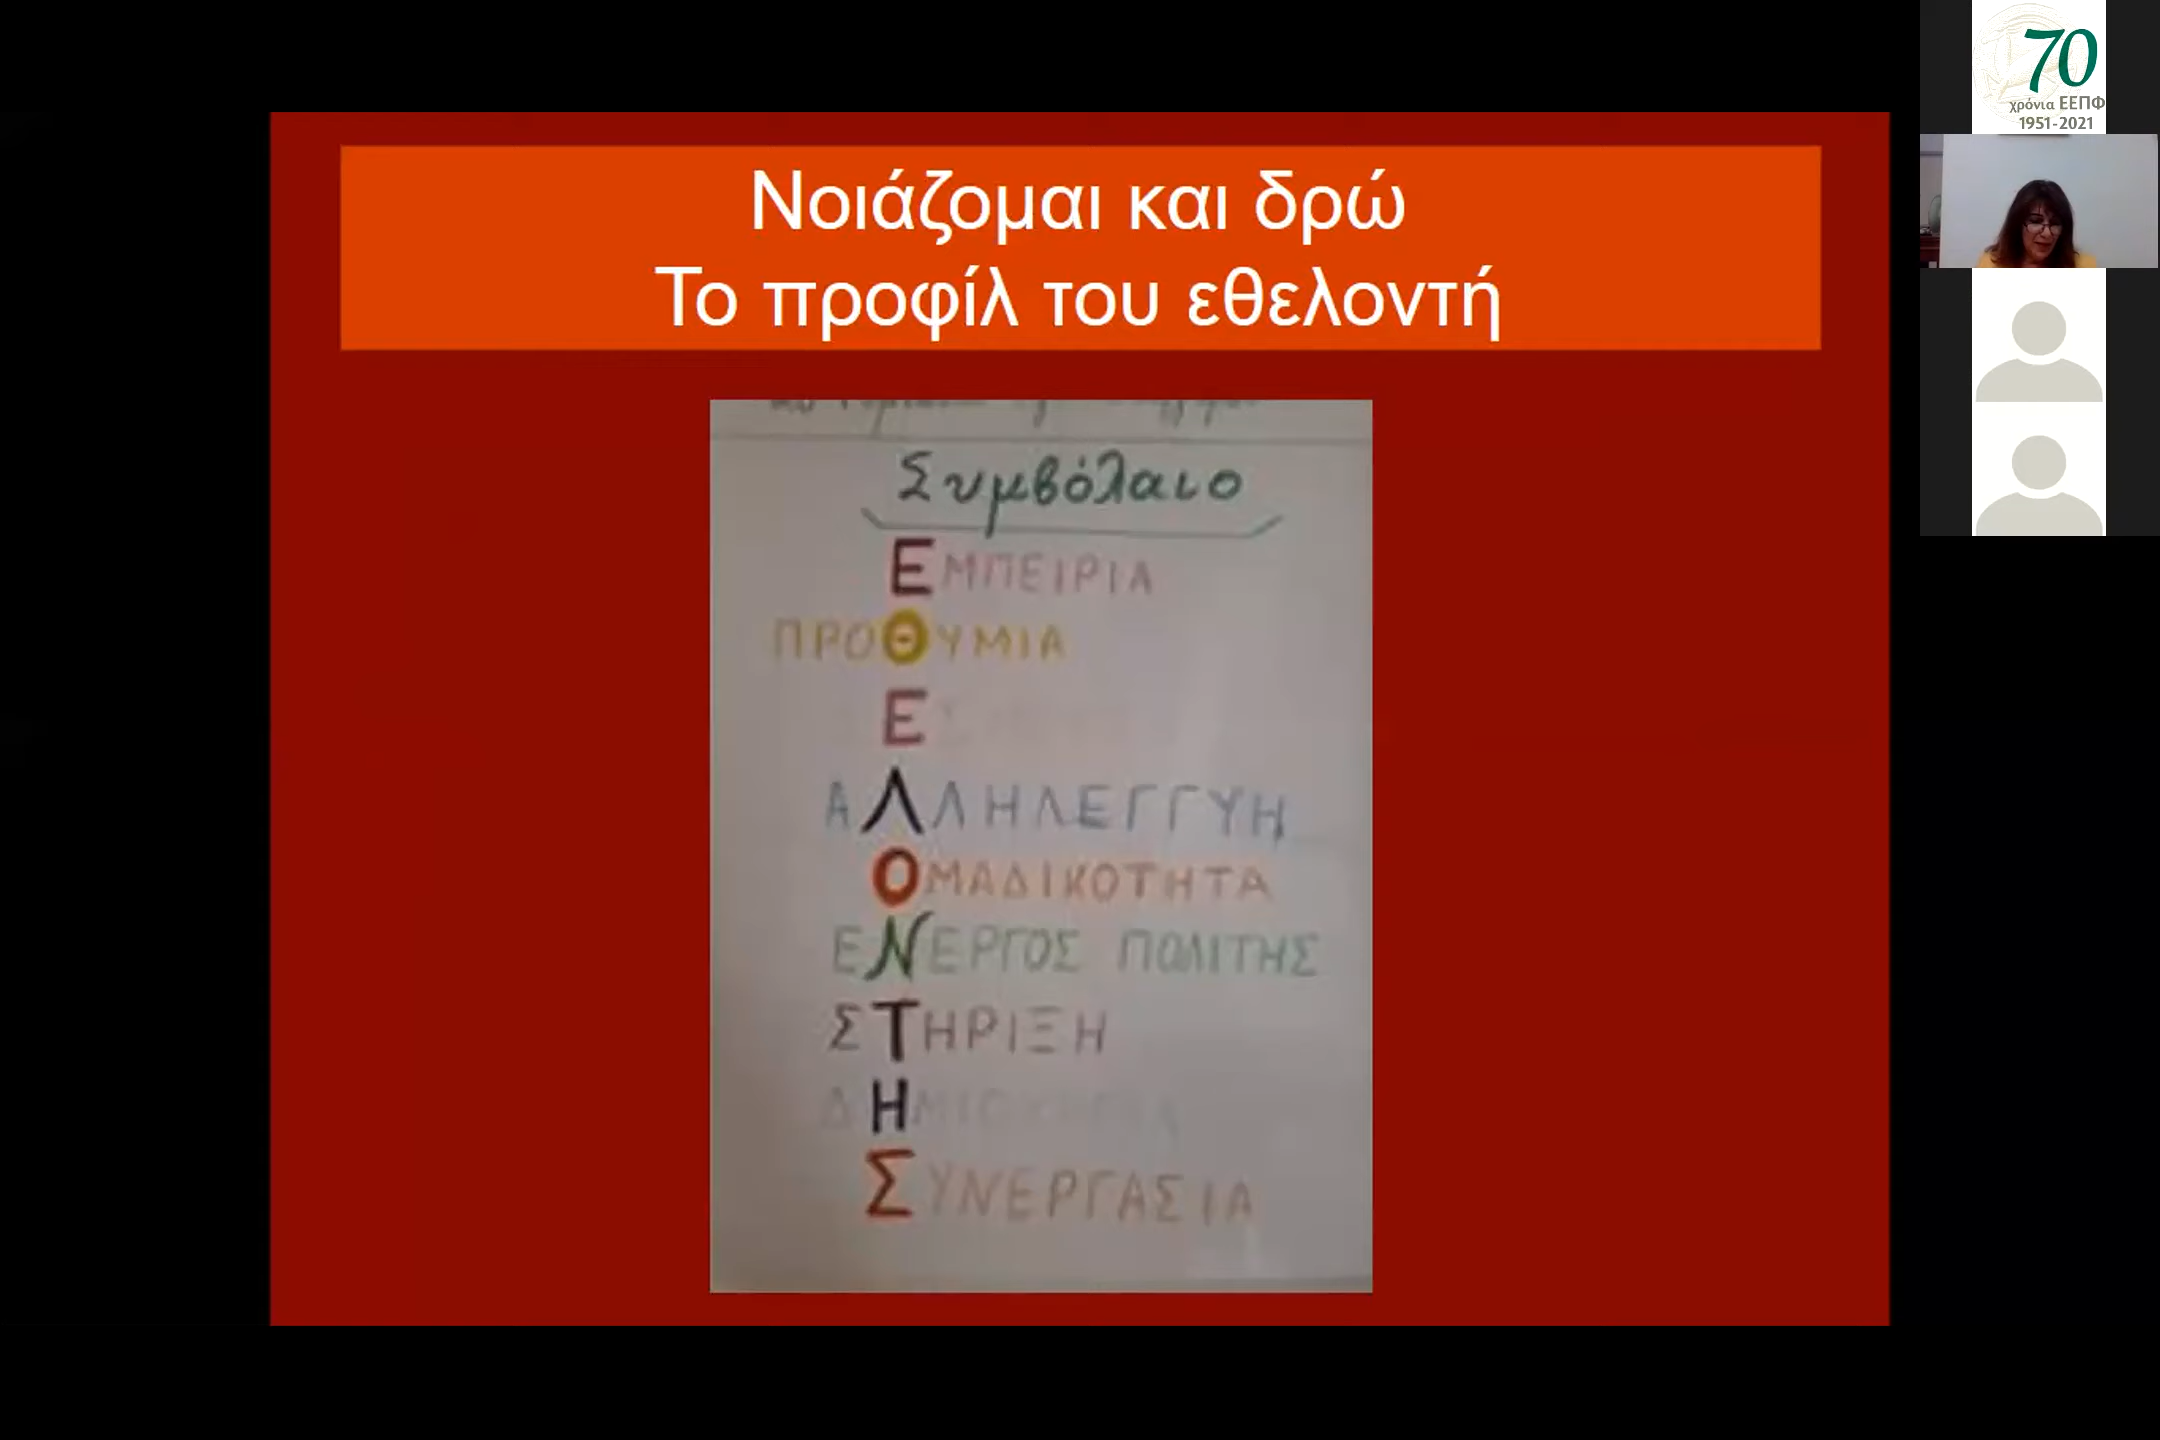 Νοιάζομαι και δρώ
Το προφίλ του εθελοντή
Συμβόλαιο
ΕΜΠΕΙΡΙΑ
ΠΡΟΘΥΜΙΑ
Ε
ΑΛΛΗΛΕΓΓΥΗ
ΟΜΑΔΙΚΟΤΗΤΑ
ΕΝΕΡΓΟΣ ΠΟΛΙΤΗΣ
ΣΤΗΡΙΞΗ
ΔΗΜΙΟΥΡΓΙΑ
ΣΥΝΕΡΓΑΣΙΑ
70
χρόνια ΕΕΠΦ
1951-2021